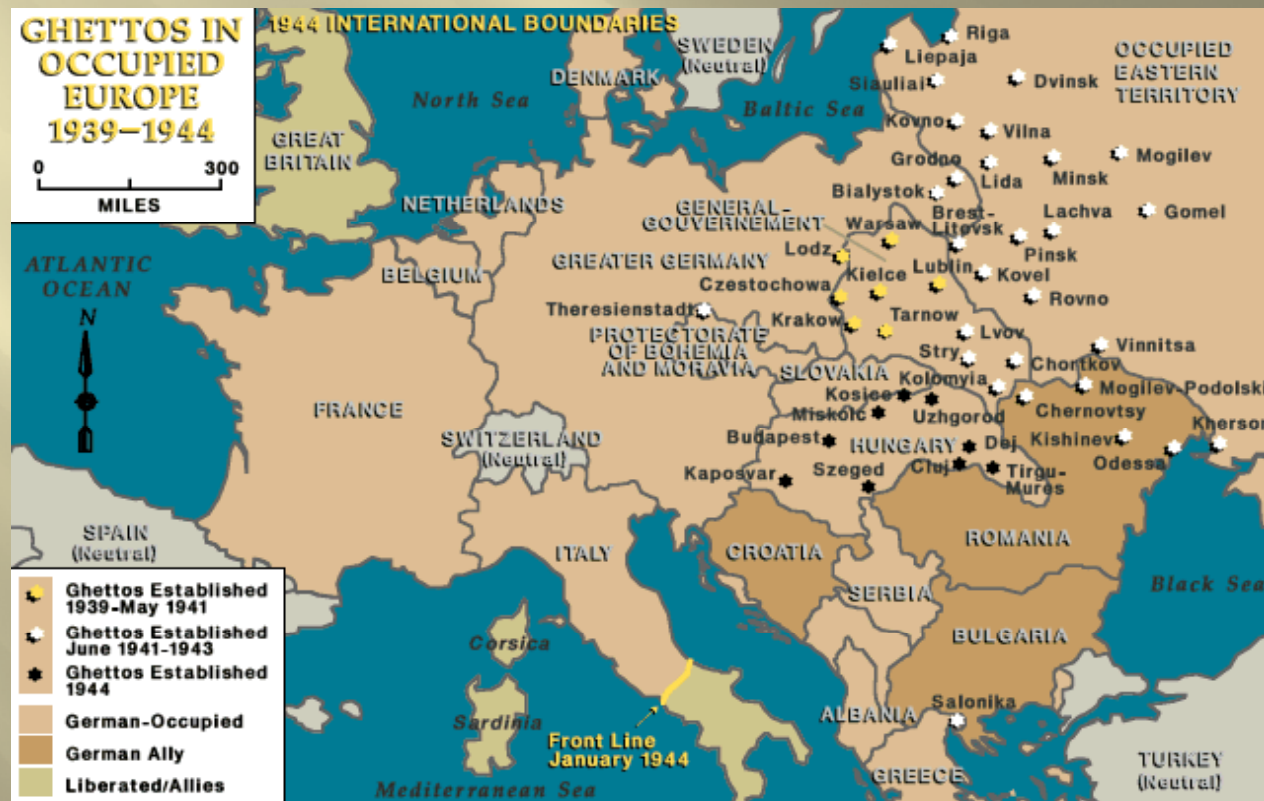 GHETTOS IN
OCCUPIED
EUROPE
1939–1944
0 300
MILES
1944 INTERNATIONAL BOUNDARIES
SWEDEN
(Neutral)
DENMARK
North Sea
Baltic Sea
GREAT
BRITAIN
NETHERLANDS
BELGIUM
ATLANTIC
OCEAN
N
FRANCE
SWITZERLAND
(Neutral)
SPAIN
(Neutral)
ITALY
Corsica
Sardinia
Mediterranean Sea
Front Line
January 1944
Riga
Liepaja
Siauliai
Dvinsk
OCCUPIED
EASTERN
TERRITORY
Kovno
Vilna
Grodno
Lida
Minsk
Mogilev
Bialystok
GENERAL-
GOUVERNEMENT
Warsaw
Brest-
Litovsk
Lachva
Gomel
Pinsk
Lodz
GREATER GERMANY
Kielce
Lublin
Kovel
Czestochowa
Rovno
Theresienstadt
Krakow
Tarnow
Lvov
PROTECTORATE
OF BOHEMIA
AND MORAVIA
Stry
Chortkov
Vinnitsa
SLOVAKIA
Kolomyia
Mogilev-Podolski
Kosice
Miskolc
Uzhgorod
Chernovtsy
Kherson
Budapest
HUNGARY
Dej
Kishinev
Odessa
Kaposvar
Szeged
Cluj
Tirgu-
Mures
CROATIA
ROMANIA
SERBIA
Black Sea
BULGARIA
ALBANIA
Salonika
GREECE
TURKEY
(Neutral)
Ghettos Established
1939-May 1941
Ghettos Established
June 1941-1943
Ghettos Established
1944
German-Occupied
German Ally
Liberated/Allies